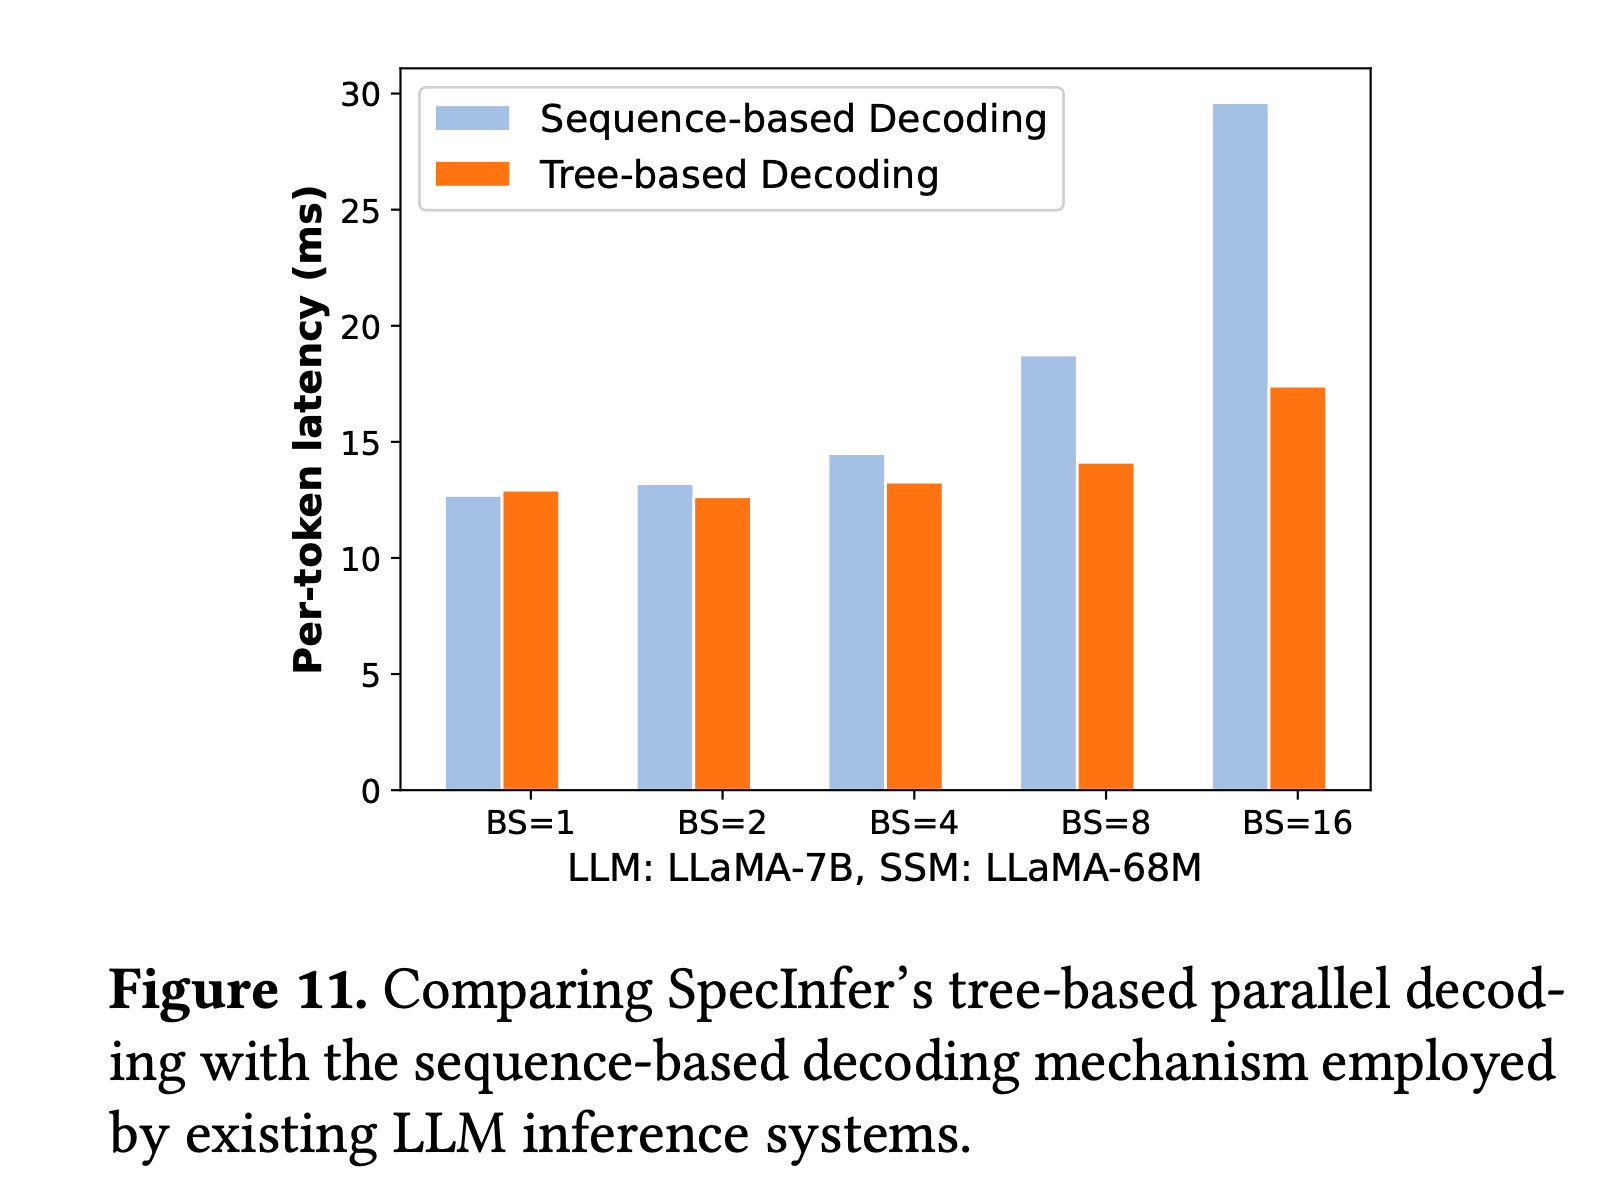 30
25
20
15
10
5
0
Per-token latency (ms)
Sequence-based Decoding
Tree-based Decoding
BS=1 BS=2 BS=4 BS=8 BS=16
LLM: LLaMA-7B, SSM: LLaMA-68M
Figure 11. Comparing SpecInfer’s tree-based parallel decod-
ing with the sequence-based decoding mechanism employed
by existing LLM inference systems.